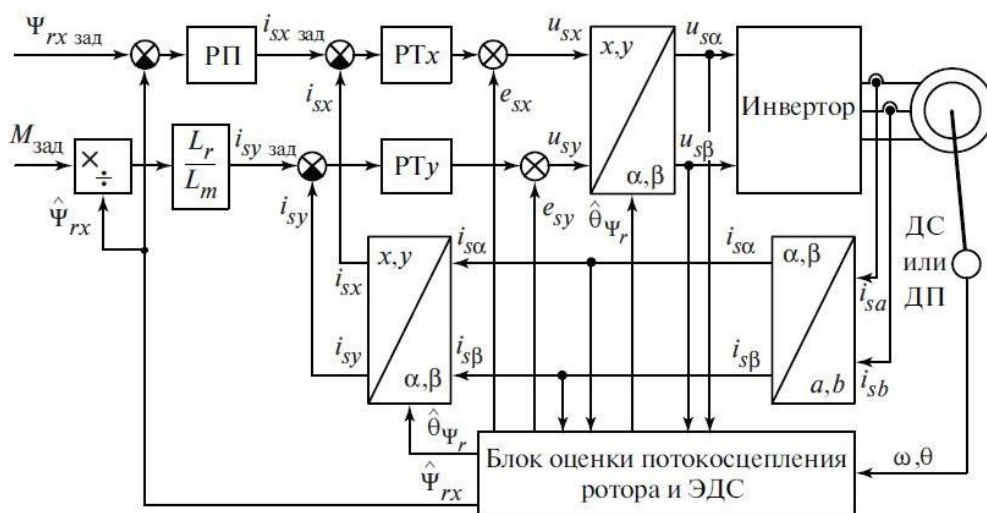 Ψrx зад
isx зад
usx
usα
РП
РТx
x,y
isx
esx
Инвертор
Mзад
Lr
Lm
isy зад
usy
usβ
×
÷
РТy
α,β
Ψ̂rx
isy
esy
θ̂Ψr
ДС
или
ДП
x,y
isα
isα
α,β
isx
isa
isy
isβ
isβ
α,β
a,b
isb
θ̂Ψr
Ψ̂rx
Блок оценки потокосцепления
ротора и ЭДС
ω,θ